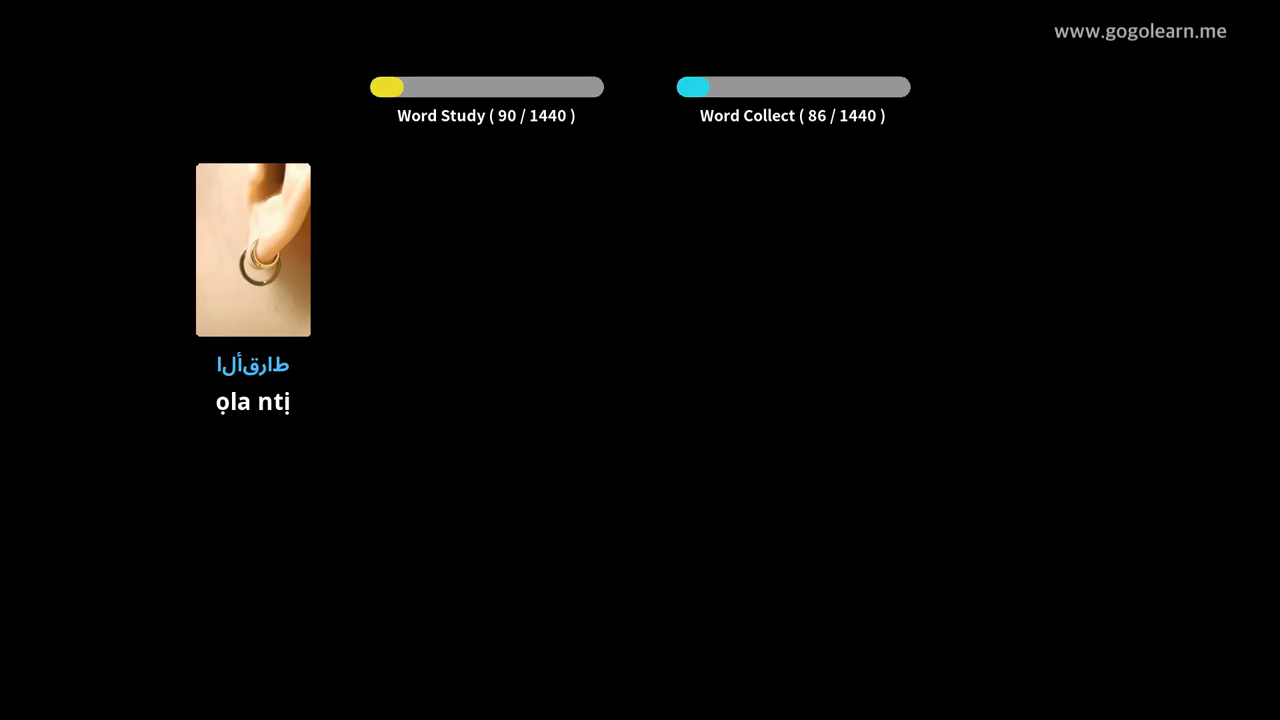 www.gogolearn.me
Word Study ( 90 / 1440 )
Word Collect ( 86 / 1440 )
طارقألا
ọla ntị